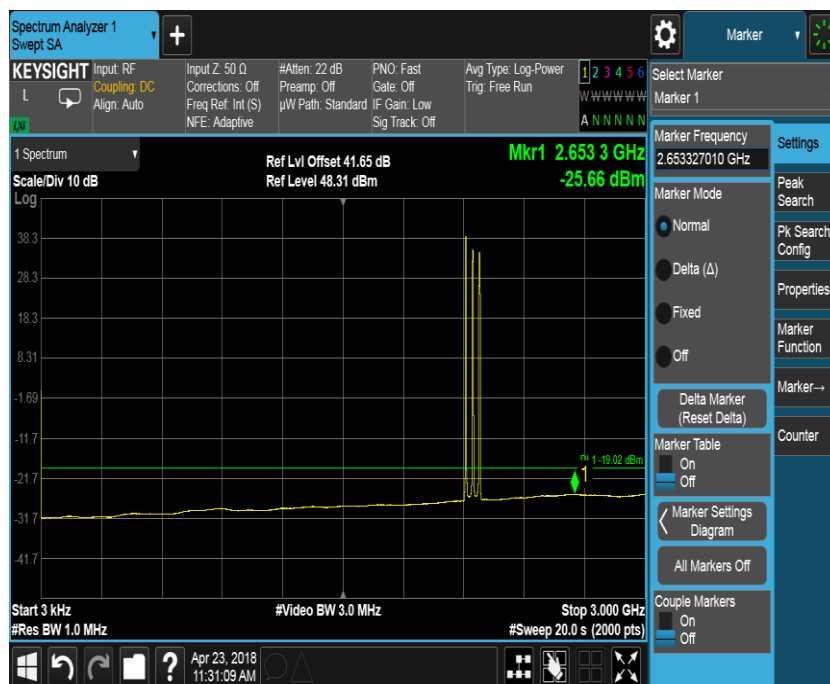 Spectrum Analyzer 1
Swept SA
Marker
KEYSIGHT
L
LXI
Input: RF
Coupling: DC
Align: Auto
Input Z: 50 Ω
Corrections: Off
Freq Ref: Int (S)
NFE: Adaptive
#Atten: 22 dB
Preamp: Off
µW Path: Standard
PNO: Fast
Gate: Off
IF Gain: Low
Sig Track: Off
Avg Type: Log-Power
Trig: Free Run
1 2 3 4 5 6
W W W W W W
A N N N N N
Select Marker
Marker 1
1 Spectrum
Scale/Div 10 dB
Log
Ref Lvl Offset 41.65 dB
Ref Level 48.31 dBm
Mkr1 2.653 3 GHz
-25.66 dBm
38.3
28.3
18.3
8.31
-1.69
-11.7
-21.7
-31.7
-41.7
DL1 -19.02 dBm
1
Start 3 kHz
#Res BW 1.0 MHz
#Video BW 3.0 MHz
Stop 3.000 GHz
#Sweep 20.0 s (2000 pts)
Marker Frequency
2.653327010 GHz
Marker Mode
Normal
Delta (Δ)
Fixed
Off
Delta Marker
(Reset Delta)
Marker Table
On
Off
Marker Settings
Diagram
All Markers Off
Couple Markers
On
Off
Settings
Peak
Search
Pk Search
Config
Properties
Marker
Function
Marker→
Counter
?
Apr 23, 2018
11:31:09 AM